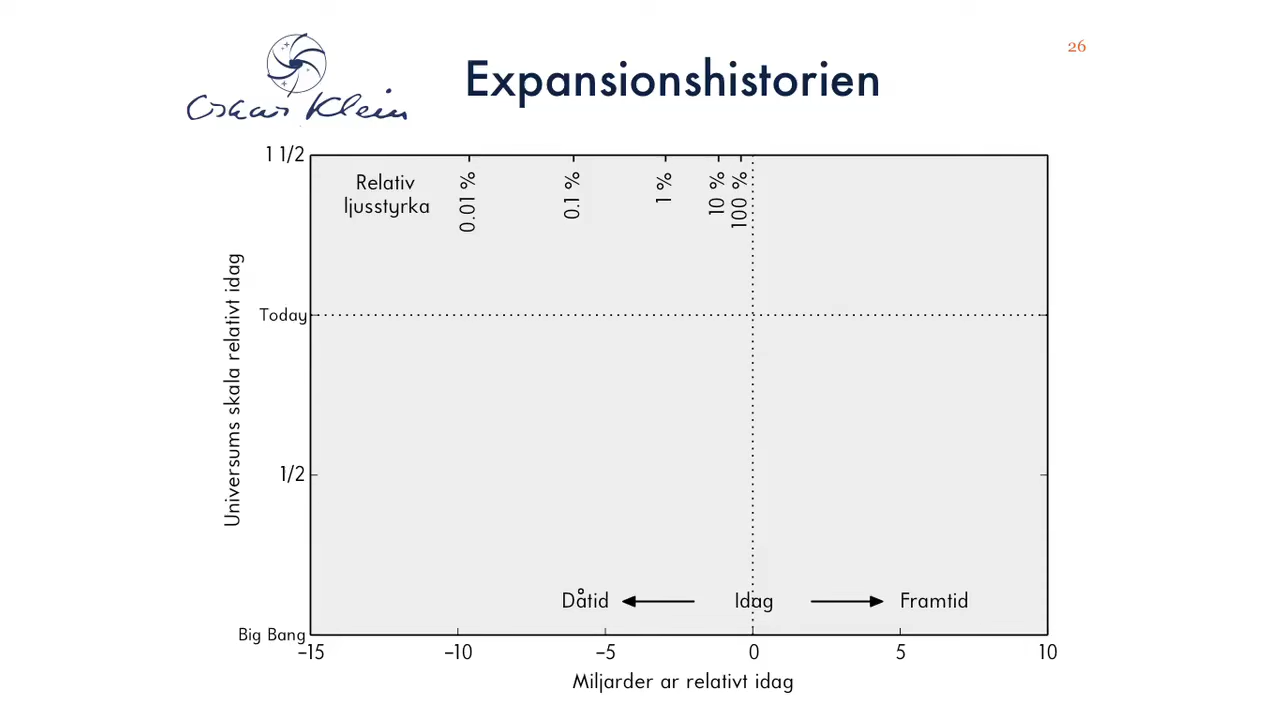 26
Oskar Klein
Expansionshistorien
1 1/2
Relativ
ljusstyrka
0.01 %
0.1 %
1 %
10 %
100 %
Universums skala relativt idag
Today
1/2
Dåtid
Idag
Framtid
Big Bang
−15
−10
−5
0
5
10
Miljarder ar relativt idag